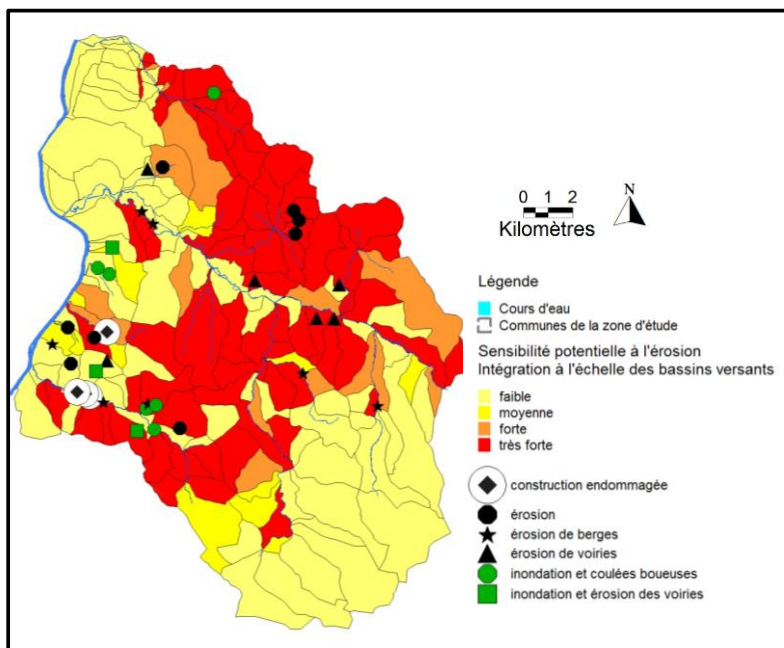 0 1 2
Kilomètres
N
Légende
Cours d'eau
Communes de la zone d'étude
Sensibilité potentielle à l'érosion
Intégration à l'échelle des bassins versants
faible
moyenne
forte
très forte
construction endommagée
érosion
érosion de berges
érosion de voiries
inondation et coulées boueuses
inondation et érosion des voiries